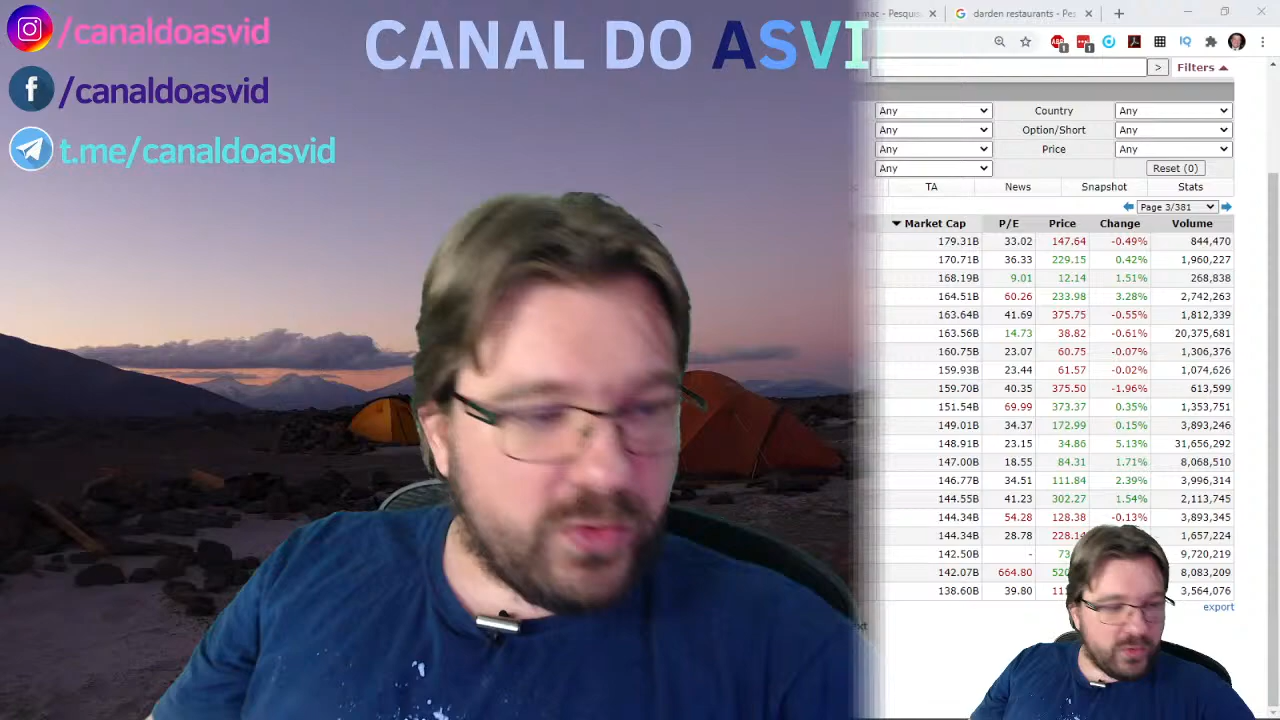 /canaldoasvid
/canaldoasvid
t.me/canaldoasvid
CANAL DO ASVI
mac - Pesqu
darden restaurants - Pes
>
Filters
Any Country Any
Any Option/Short Any
Any Price Any
Any Reset (0)
TA News Snapshot Stats
Page 3/381
Market Cap P/E Price Change Volume
179.31B 33.02 147.64 -0.49% 844,470
170.71B 36.33 229.15 0.42% 1,960,227
168.19B 9.01 12.14 1.51% 268,838
164.51B 60.26 233.98 3.28% 2,742,263
163.64B 41.69 375.75 -0.55% 1,812,339
163.56B 14.73 38.82 -0.61% 20,375,681
160.75B 23.07 60.75 -0.07% 1,306,376
159.93B 23.44 61.57 -0.02% 1,074,626
159.70B 40.35 375.50 -1.96% 613,599
151.54B 69.99 373.37 0.35% 1,353,751
149.01B 34.37 172.99 0.15% 3,893,246
148.91B 23.15 34.86 5.13% 31,656,292
147.00B 18.55 84.31 1.71% 8,068,510
146.77B 34.51 111.84 2.39% 3,996,314
144.55B 41.23 302.27 1.54% 2,113,745
144.34B 54.28 128.38 -0.13% 3,893,345
144.34B 28.78 228.14 1,657,224
142.50B - 73 9,720,219
142.07B 664.80 520 8,083,209
138.60B 39.80 11 3,564,076
export